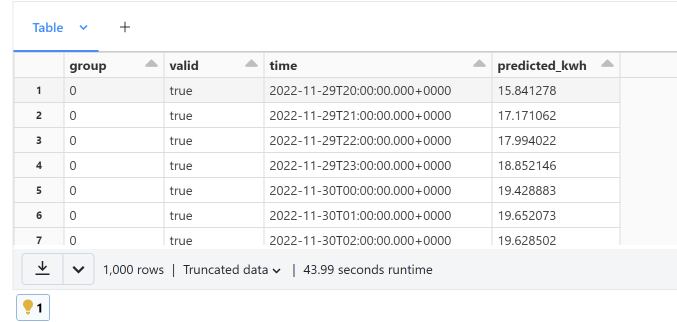 Table +
group valid time predicted_kwh
1 0 true 2022-11-29T20:00:00.000+0000 15.841278
2 0 true 2022-11-29T21:00:00.000+0000 17.171062
3 0 true 2022-11-29T22:00:00.000+0000 17.994022
4 0 true 2022-11-29T23:00:00.000+0000 18.852146
5 0 true 2022-11-30T00:00:00.000+0000 19.428883
6 0 true 2022-11-30T01:00:00.000+0000 19.652073
7 0 true 2022-11-30T02:00:00.000+0000 19.628502
1,000 rows | Truncated data | 43.99 seconds runtime
1